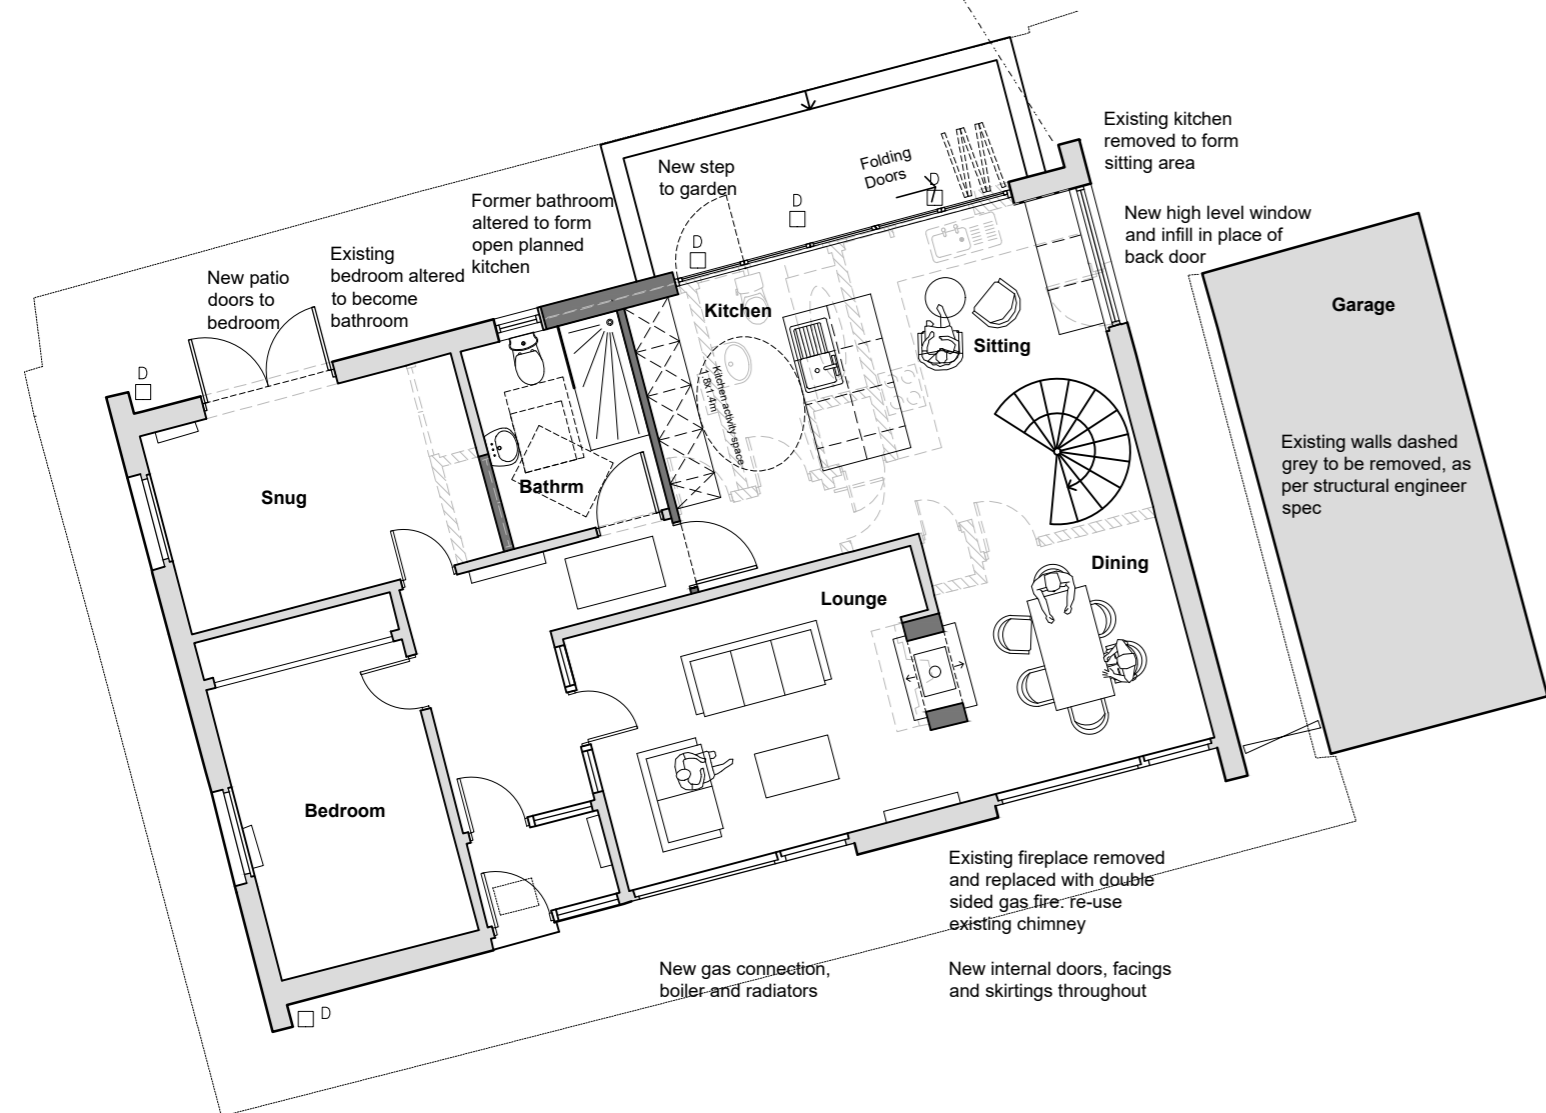 Existing kitchen
removed to form
sitting area
Folding
Doors
D
New step
to garden
D
D
Former bathroom
altered to form
open planned
kitchen
New high level window
and infill in place of
back door
Existing
bedroom altered
to become
bathroom
New patio
doors to
bedroom
D
Kitchen
Sitting
Garage
Kitchen activity space
1.8x1.4m
Existing walls dashed
grey to be removed, as
per structural engineer
spec
Snug
Bathrm
Dining
Lounge
Bedroom
Existing fireplace removed
and replaced with double
sided gas fire. re-use
existing chimney
New gas connection,
boiler and radiators
New internal doors, facings
and skirtings throughout
D